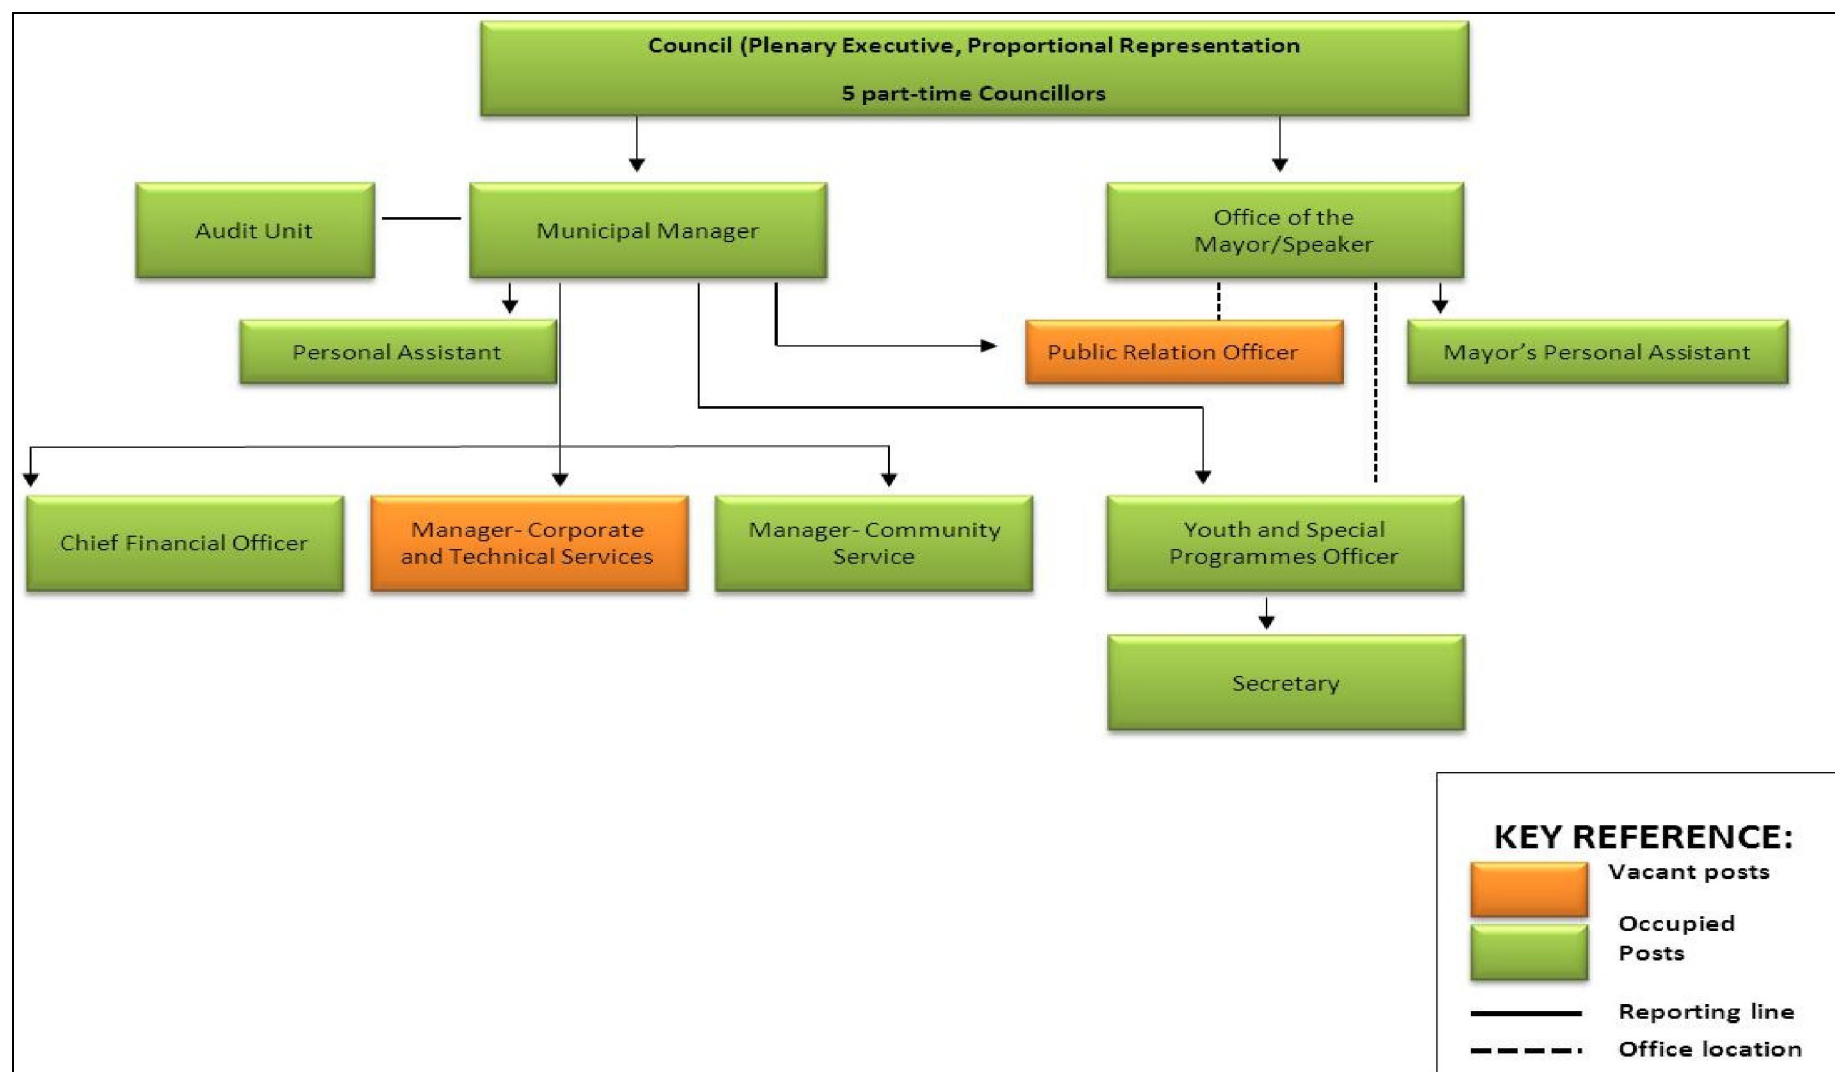 Council (Plenary Executive, Proportional Representation
5 part-time Councillors
Audit Unit
Municipal Manager
Office of the
Mayor/Speaker
Personal Assistant
Public Relation Officer
Mayor’s Personal Assistant
Chief Financial Officer
Manager- Corporate
and Technical Services
Manager- Community
Service
Youth and Special
Programmes Officer
Secretary
KEY REFERENCE:
Vacant posts
Occupied
Posts
Reporting line
Office location